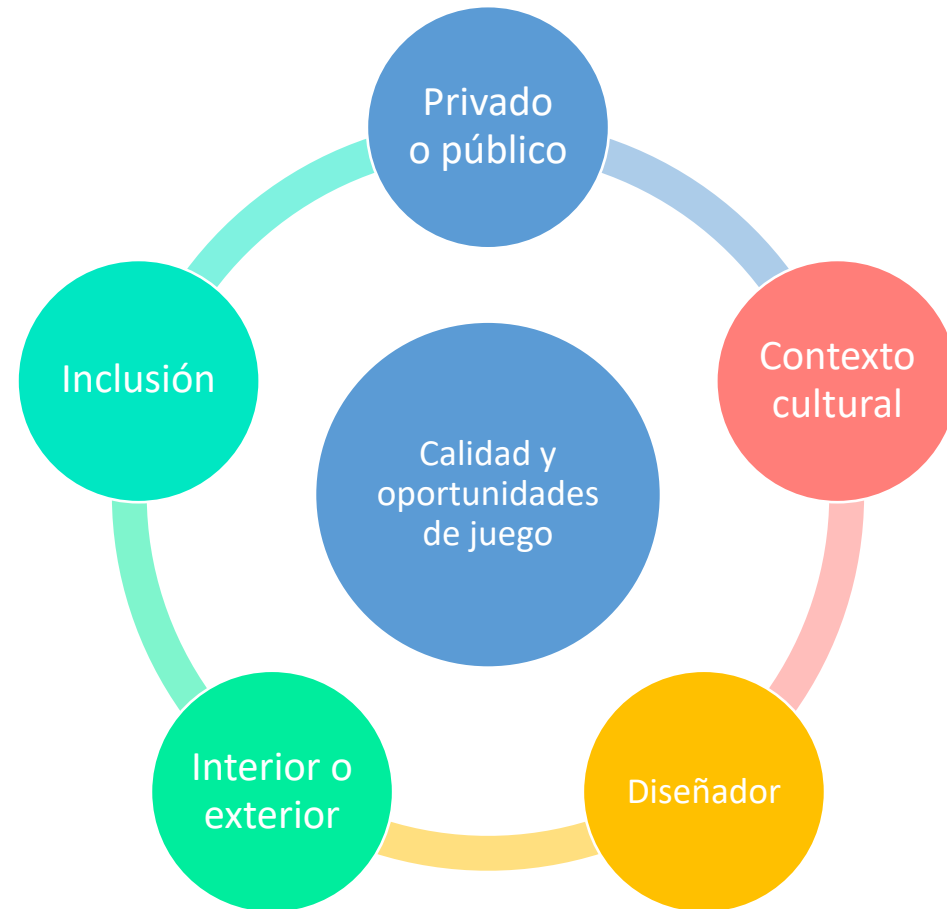 Privado
o público
Contexto
cultural
Diseñador
Interior o
exterior
Inclusión
Calidad y
oportunidades
de juego